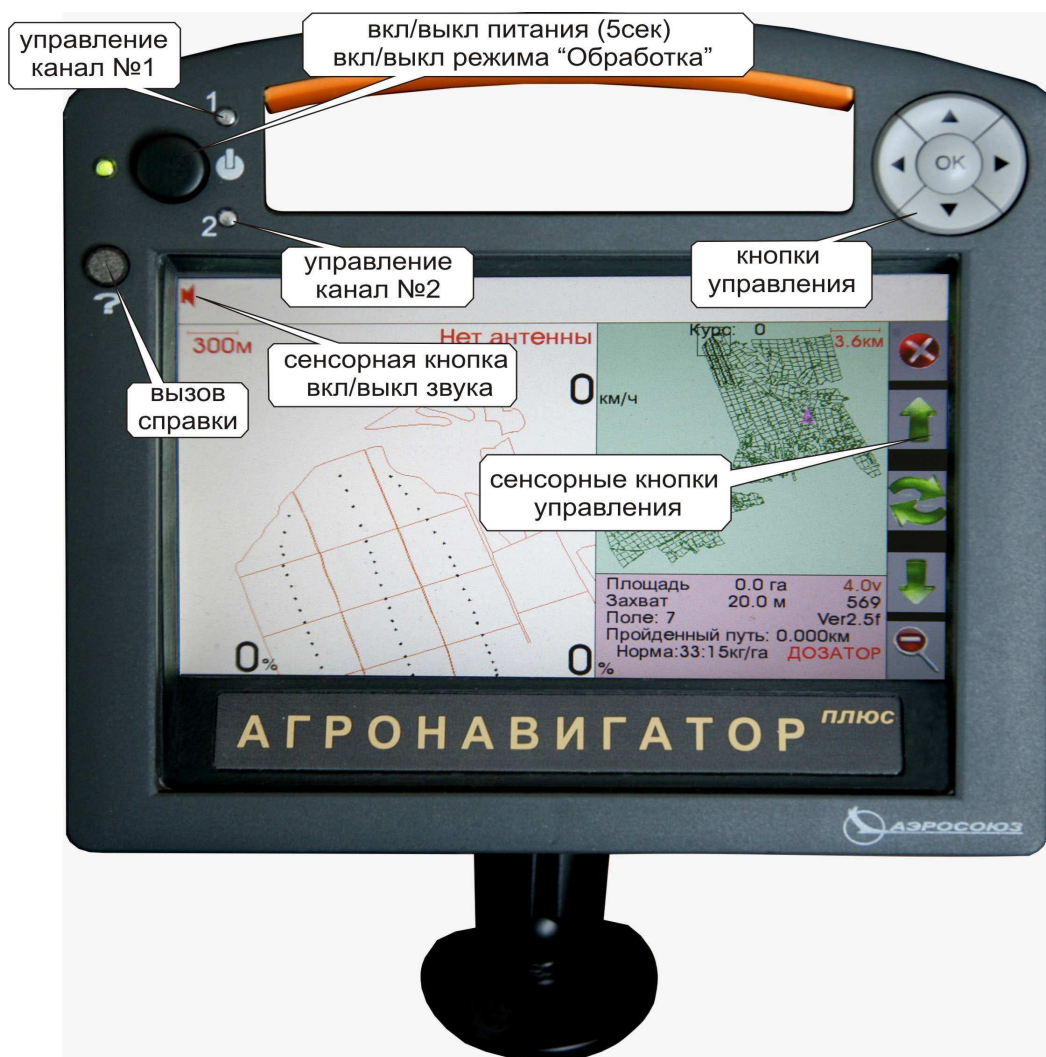 управление
канал №1
вкл/выкл питания (5сек)
вкл/выкл режима “Обработка”
1
2
OK
управление
канал №2
кнопки
управления
?
300м
Нет антенны
Курс: 0
3.6км
сенсорная кнопка
вкл/выкл звука
вызов
справки
0 км/ч
сенсорные кнопки
управления
Площадь 0.0 га 4.0v
Захват 20.0 м 569
Поле: 7 Ver2.5f
Пройденный путь: 0.000км
Норма:33:15кг/га ДОЗАТОР
0%
0%
АГРОНАВИГАТОР плюс
АЭРОСОЮЗ